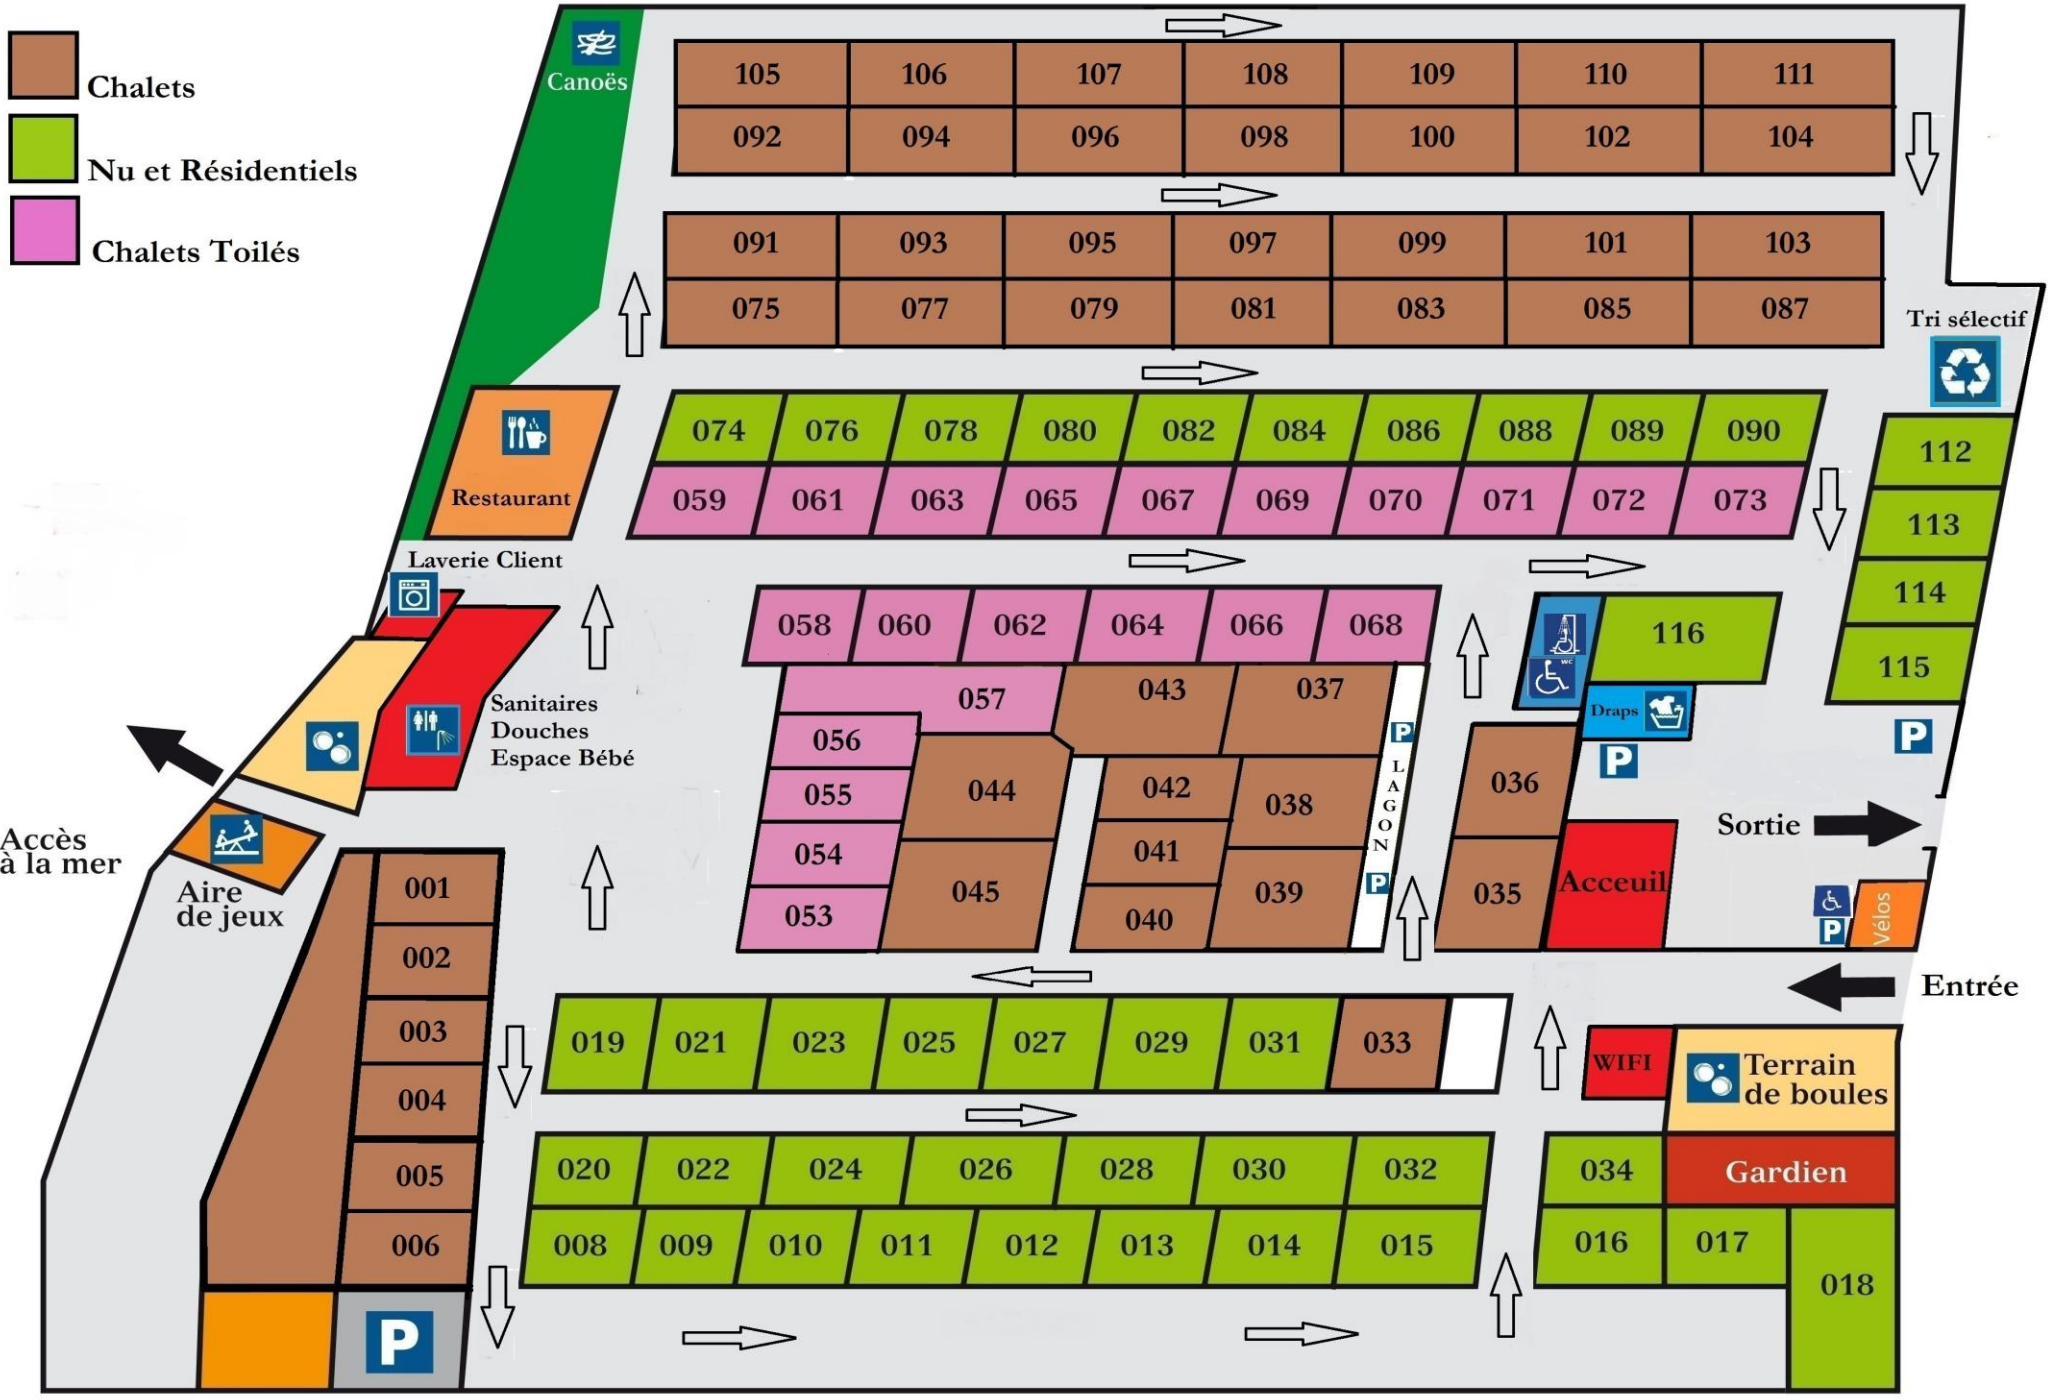 Chalets
Nu et Résidentiels
Chalets Toilés
Canoës
105 106 107 108 109 110 111
092 094 096 098 100 102 104
091 093 095 097 099 101 103
075 077 079 081 083 085 087
Tri sélectif
074 076 078 080 082 084 086 088 089 090
059 061 063 065 067 069 070 071 072 073
Restaurant
112
113
114
115
Laverie Client
058 060 062 064 066 068
116
WC
Draps
P
P
Sanitaires
Douches
Espace Bébé
057 043 037
056
055
054
053
044
045
042
041
040
038
039
P
LAGON
P
036
035
Acceuil
Sortie
P
Vélos
Entrée
Accès
à la mer
Aire
de jeux
001
002
003
004
005
006
P
019 021 023 025 027 029 031 033
WIFI
Terrain
de boules
020 022 024 026 028 030 032
034
Gardien
008 009 010 011 012 013 014 015
016 017
018